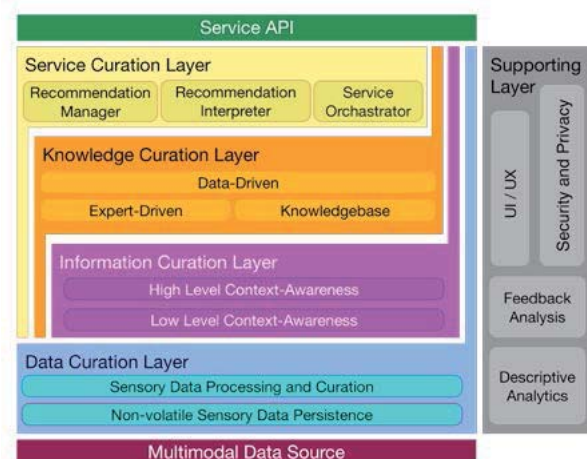 Service API
Service Curation Layer
Recommendation
Manager
Recommendation
Interpreter
Service
Orchestrator
Knowledge Curation Layer
Data-Driven
Expert-Driven
Knowledgebase
Information Curation Layer
High Level Context-Awareness
Low Level Context-Awareness
Data Curation Layer
Sensory Data Processing and Curation
Non-volatile Sensory Data Persistence
Multimodal Data Source
Supporting
Layer
UI / UX
Security and Privacy
Feedback
Analysis
Descriptive
Analytics